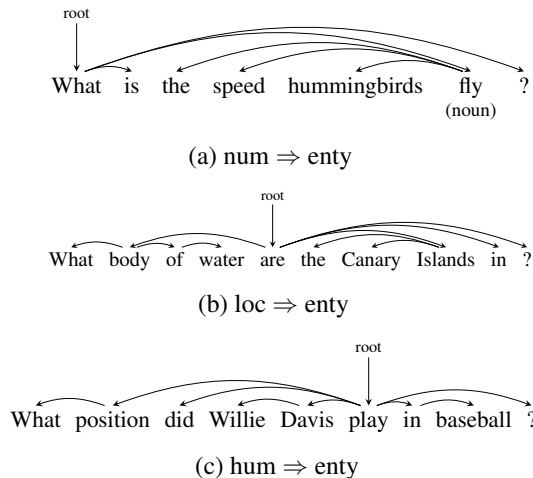 root
What is the speed hummingbirds fly ?
(noun)
(a) num ⇒ enty
root
What body of water are the Canary Islands in ?
(b) loc ⇒ enty
root
What position did Willie Davis play in baseball ?
(c) hum ⇒ enty